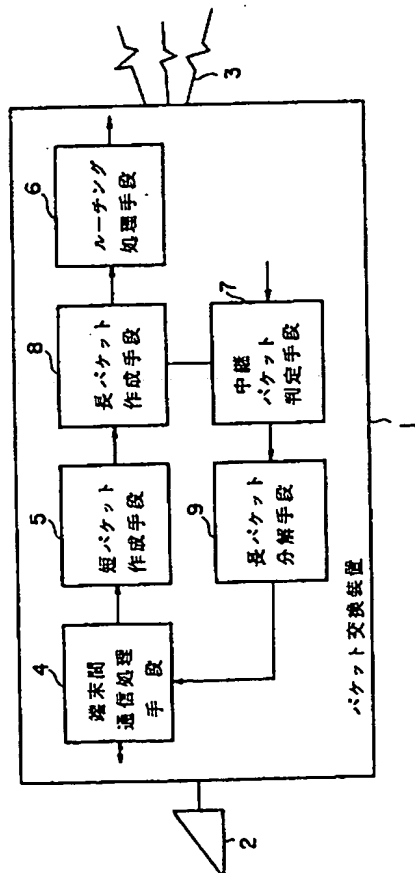 3
6
ルーチング
処理手段
8
長パケット
作成手段
7
中継
パケット
判定手段
5
短パケット
作成手段
9
長パケット
分解手段
4
端末間
通信処理
手段
パケット交換装置
1
2